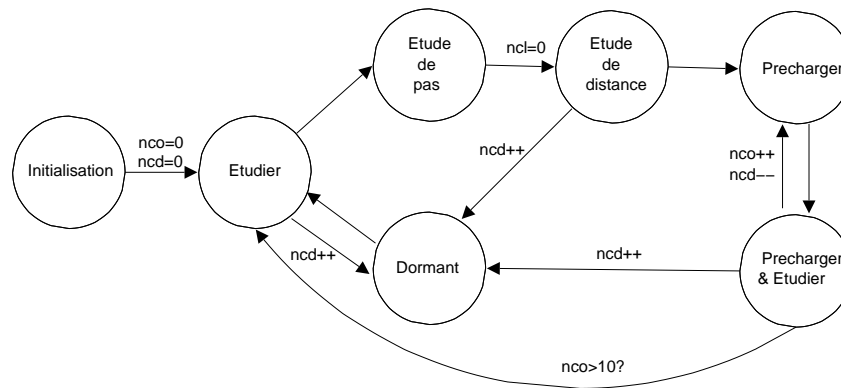 Etude
de
pas
ncl=0
Etude
de
distance
Precharger
nco=0
ncd=0
Initialisation
Etudier
ncd++
nco++
ncd--
ncd++
Dormant
ncd++
Precharger
& Etudier
nco>10?